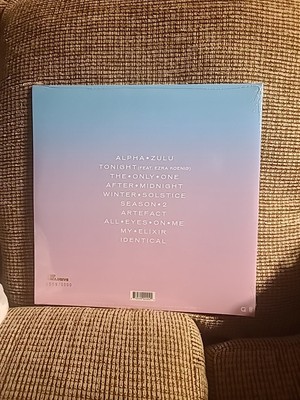 ALPHA•ZULU
TONIGHT (FEAT. EZRA KOENIG)
THE•ONLY•ONE
AFTER•MIDNIGHT
WINTER•SOLSTICE
SEASON•2
ARTEFACT
ALL•EYES•ON•ME
MY•ELIXIR
IDENTICAL